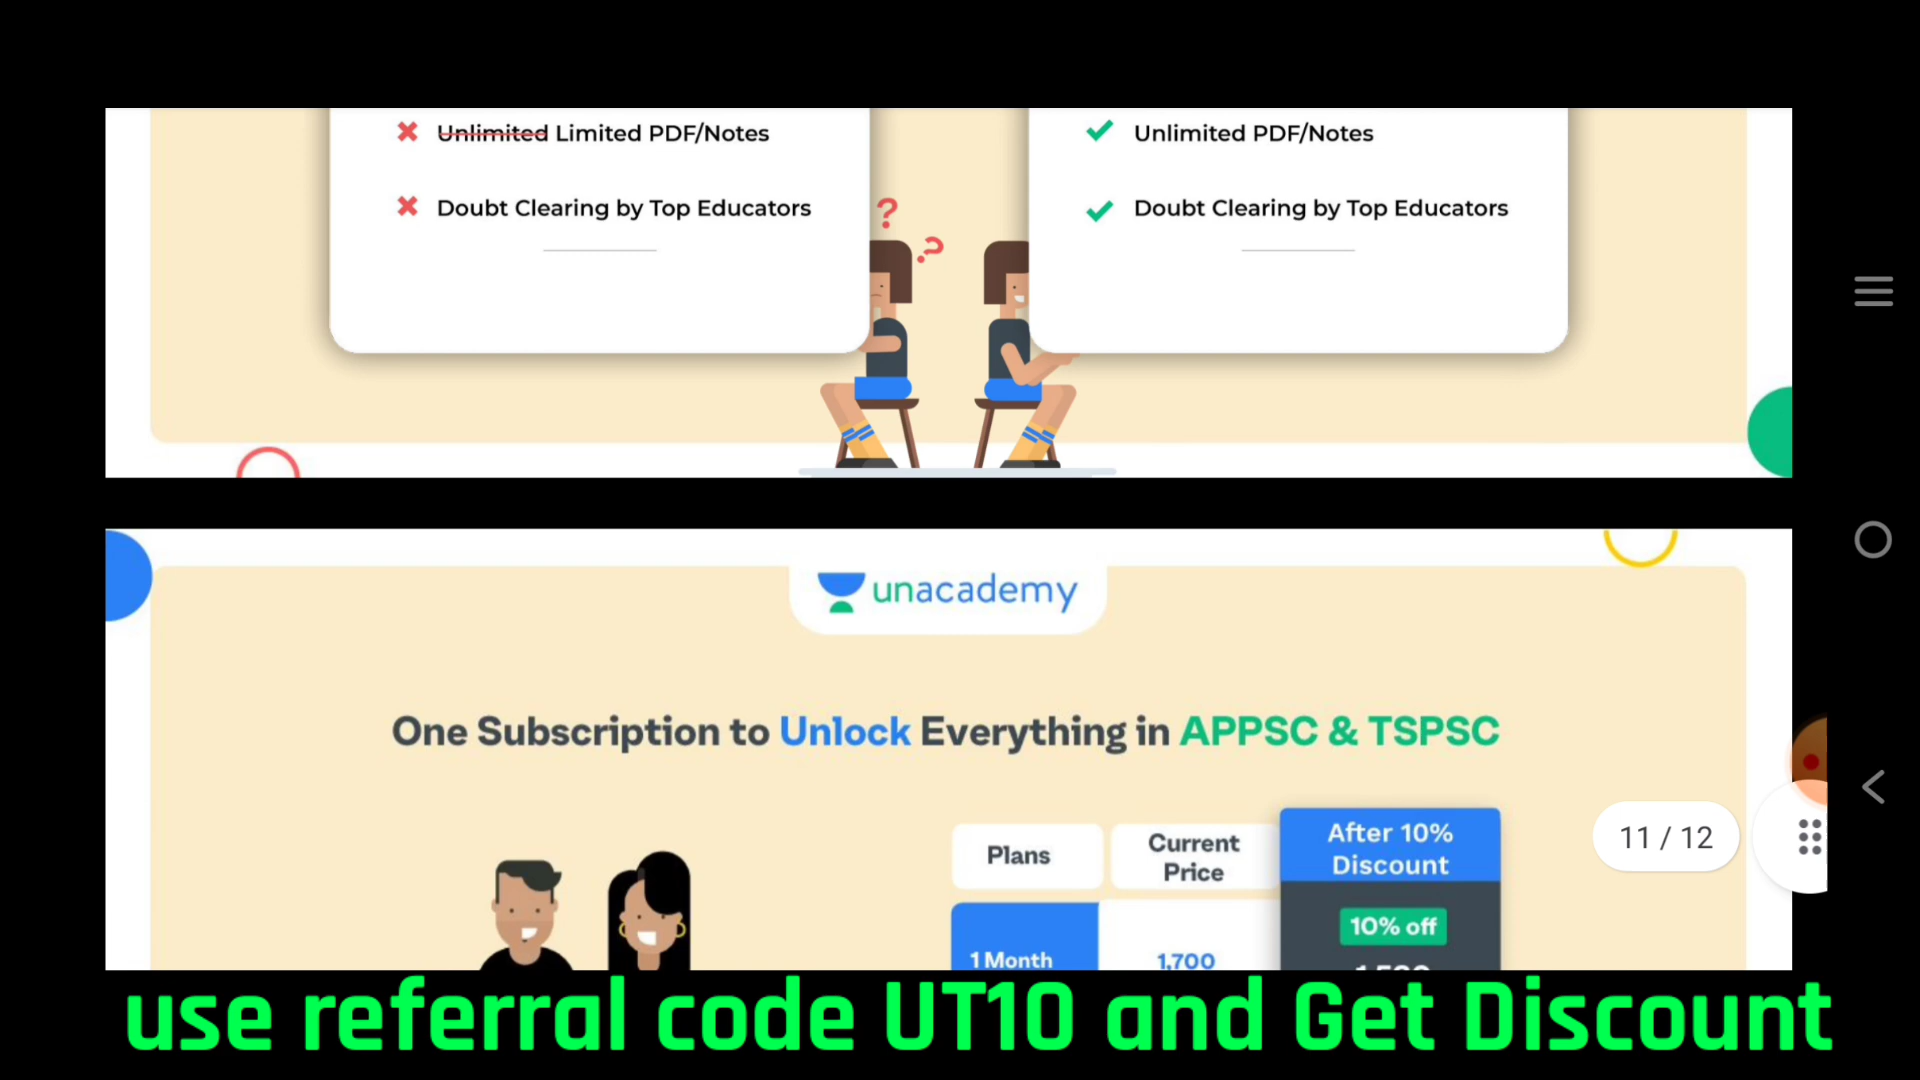 Unlimited Limited PDF/Notes
Doubt Clearing by Top Educators
Unlimited PDF/Notes
Doubt Clearing by Top Educators
? ?
unacademy
One Subscription to Unlock Everything in APPSC & TSPSC
Plans
Current
Price
After 10%
Discount
11 / 12
10% off
1 Month
1,700
use referral code UT10 and Get Discount